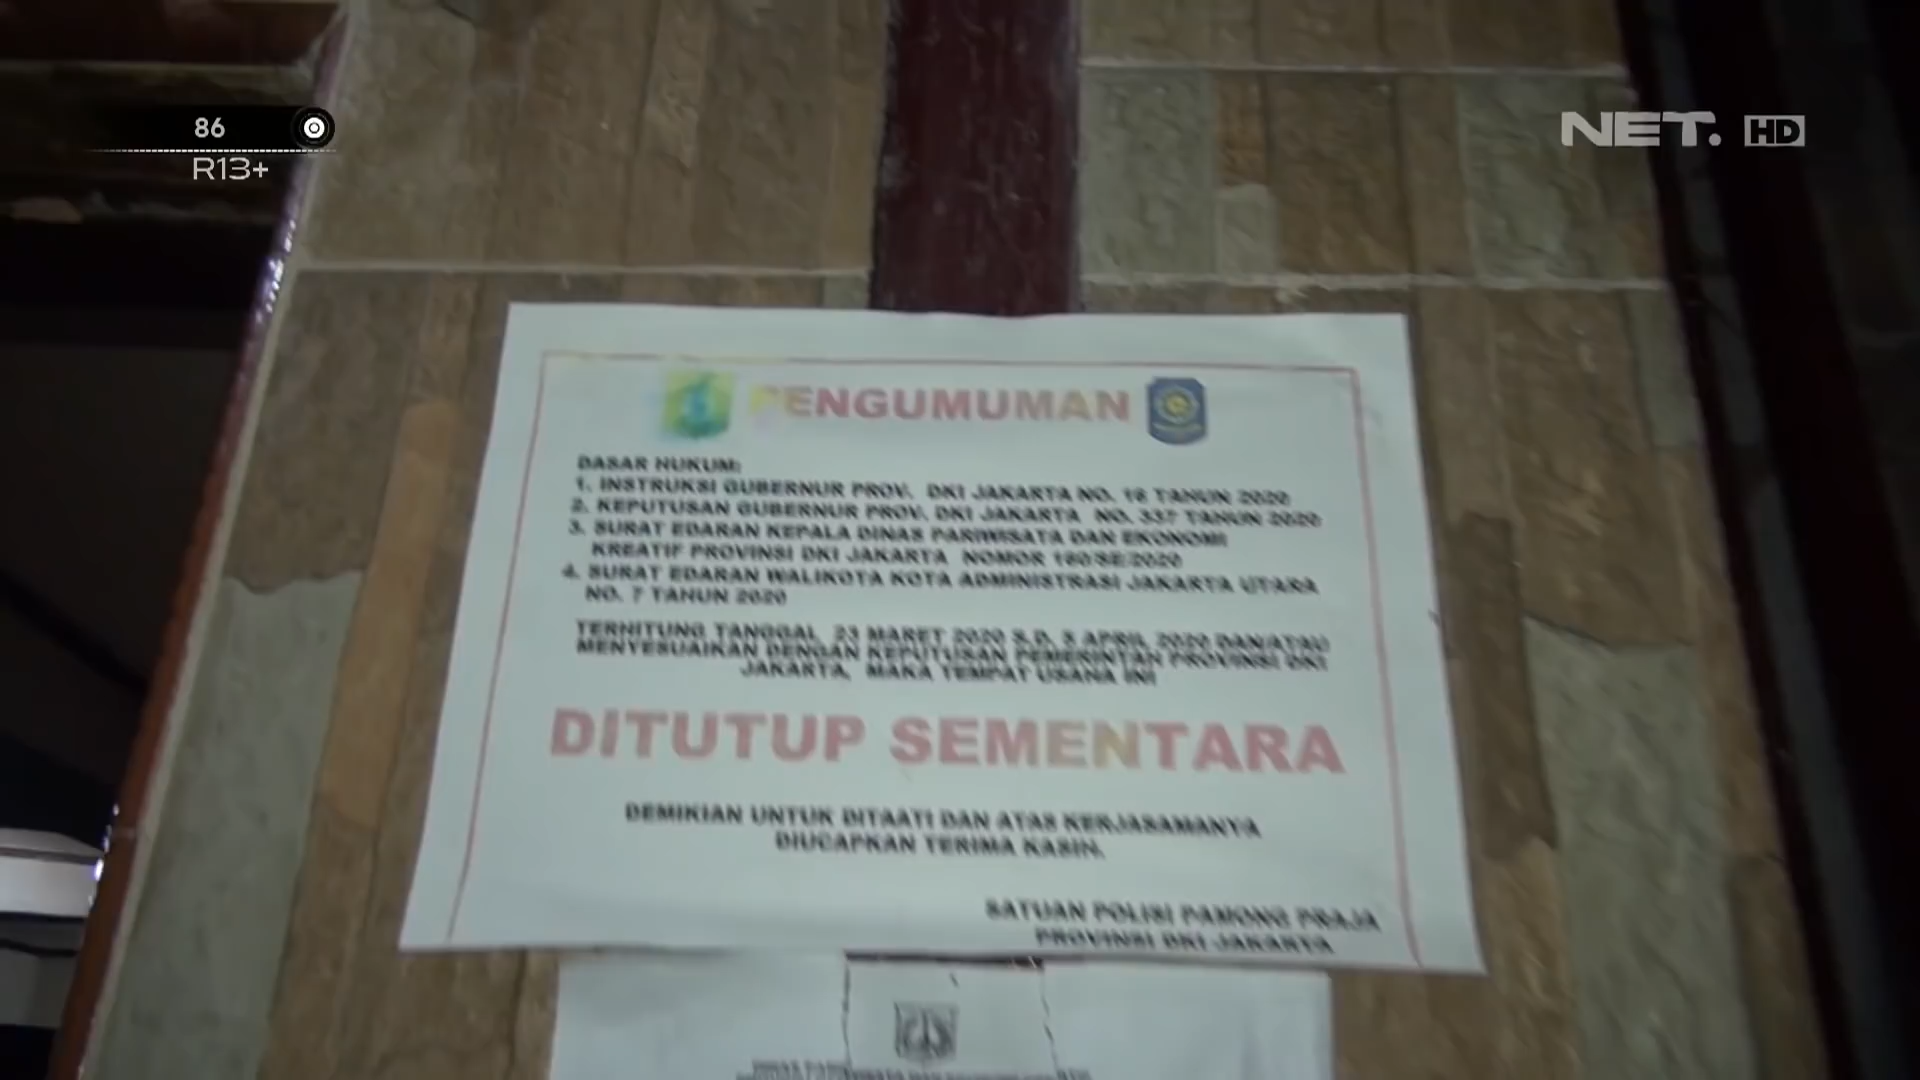 86
R13+
NET. HD
PENGUMUMAN
DASAR HUKUM:
1. INSTRUKSI GUBERNUR PROV. DKI JAKARTA NO. 16 TAHUN 2020
2. KEPUTUSAN GUBERNUR PROV. DKI JAKARTA NO. 337 TAHUN 2020
3. SURAT EDARAN KEPALA DINAS PARIWISATA DAN EKONOMI
KREATIF PROVINSI DKI JAKARTA NOMOR 160/SE/2020
4. SURAT EDARAN WALIKOTA KOTA ADMINISTRASI JAKARTA UTARA
NO. 7 TAHUN 2020
TERHITUNG TANGGAL 23 MARET 2020 S.D. 5 APRIL 2020 DAN/ATAU
MENYESUAIKAN DENGAN KEPUTUSAN PEMERINTAH PROVINSI DKI
JAKARTA, MAKA TEMPAT USAHA INI
DITUTUP SEMENTARA
DEMIKIAN UNTUK DITAATI DAN ATAS KERJASAMANYA
DIUCAPKAN TERIMA KASIH.
SATUAN POLISI PAMONG PRAJA
PROVINSI DKI JAKARTA